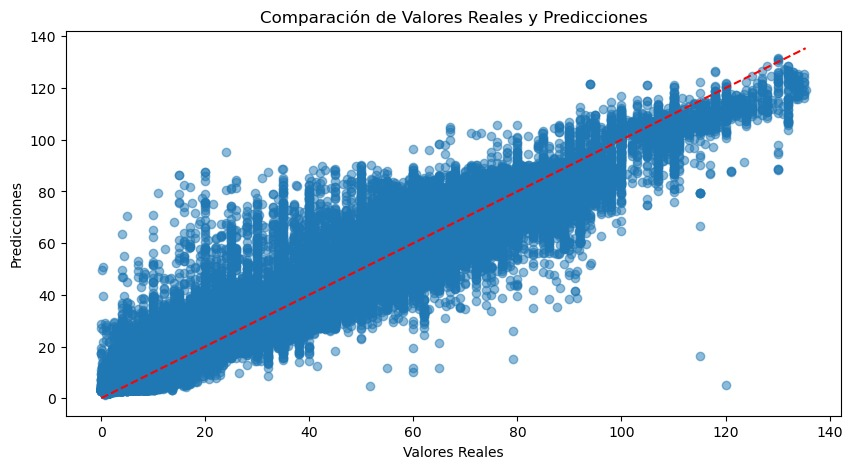 Comparación de Valores Reales y Predicciones
Predicciones
140
120
100
80
60
40
20
0
0 20 40 60 80 100 120 140
Valores Reales